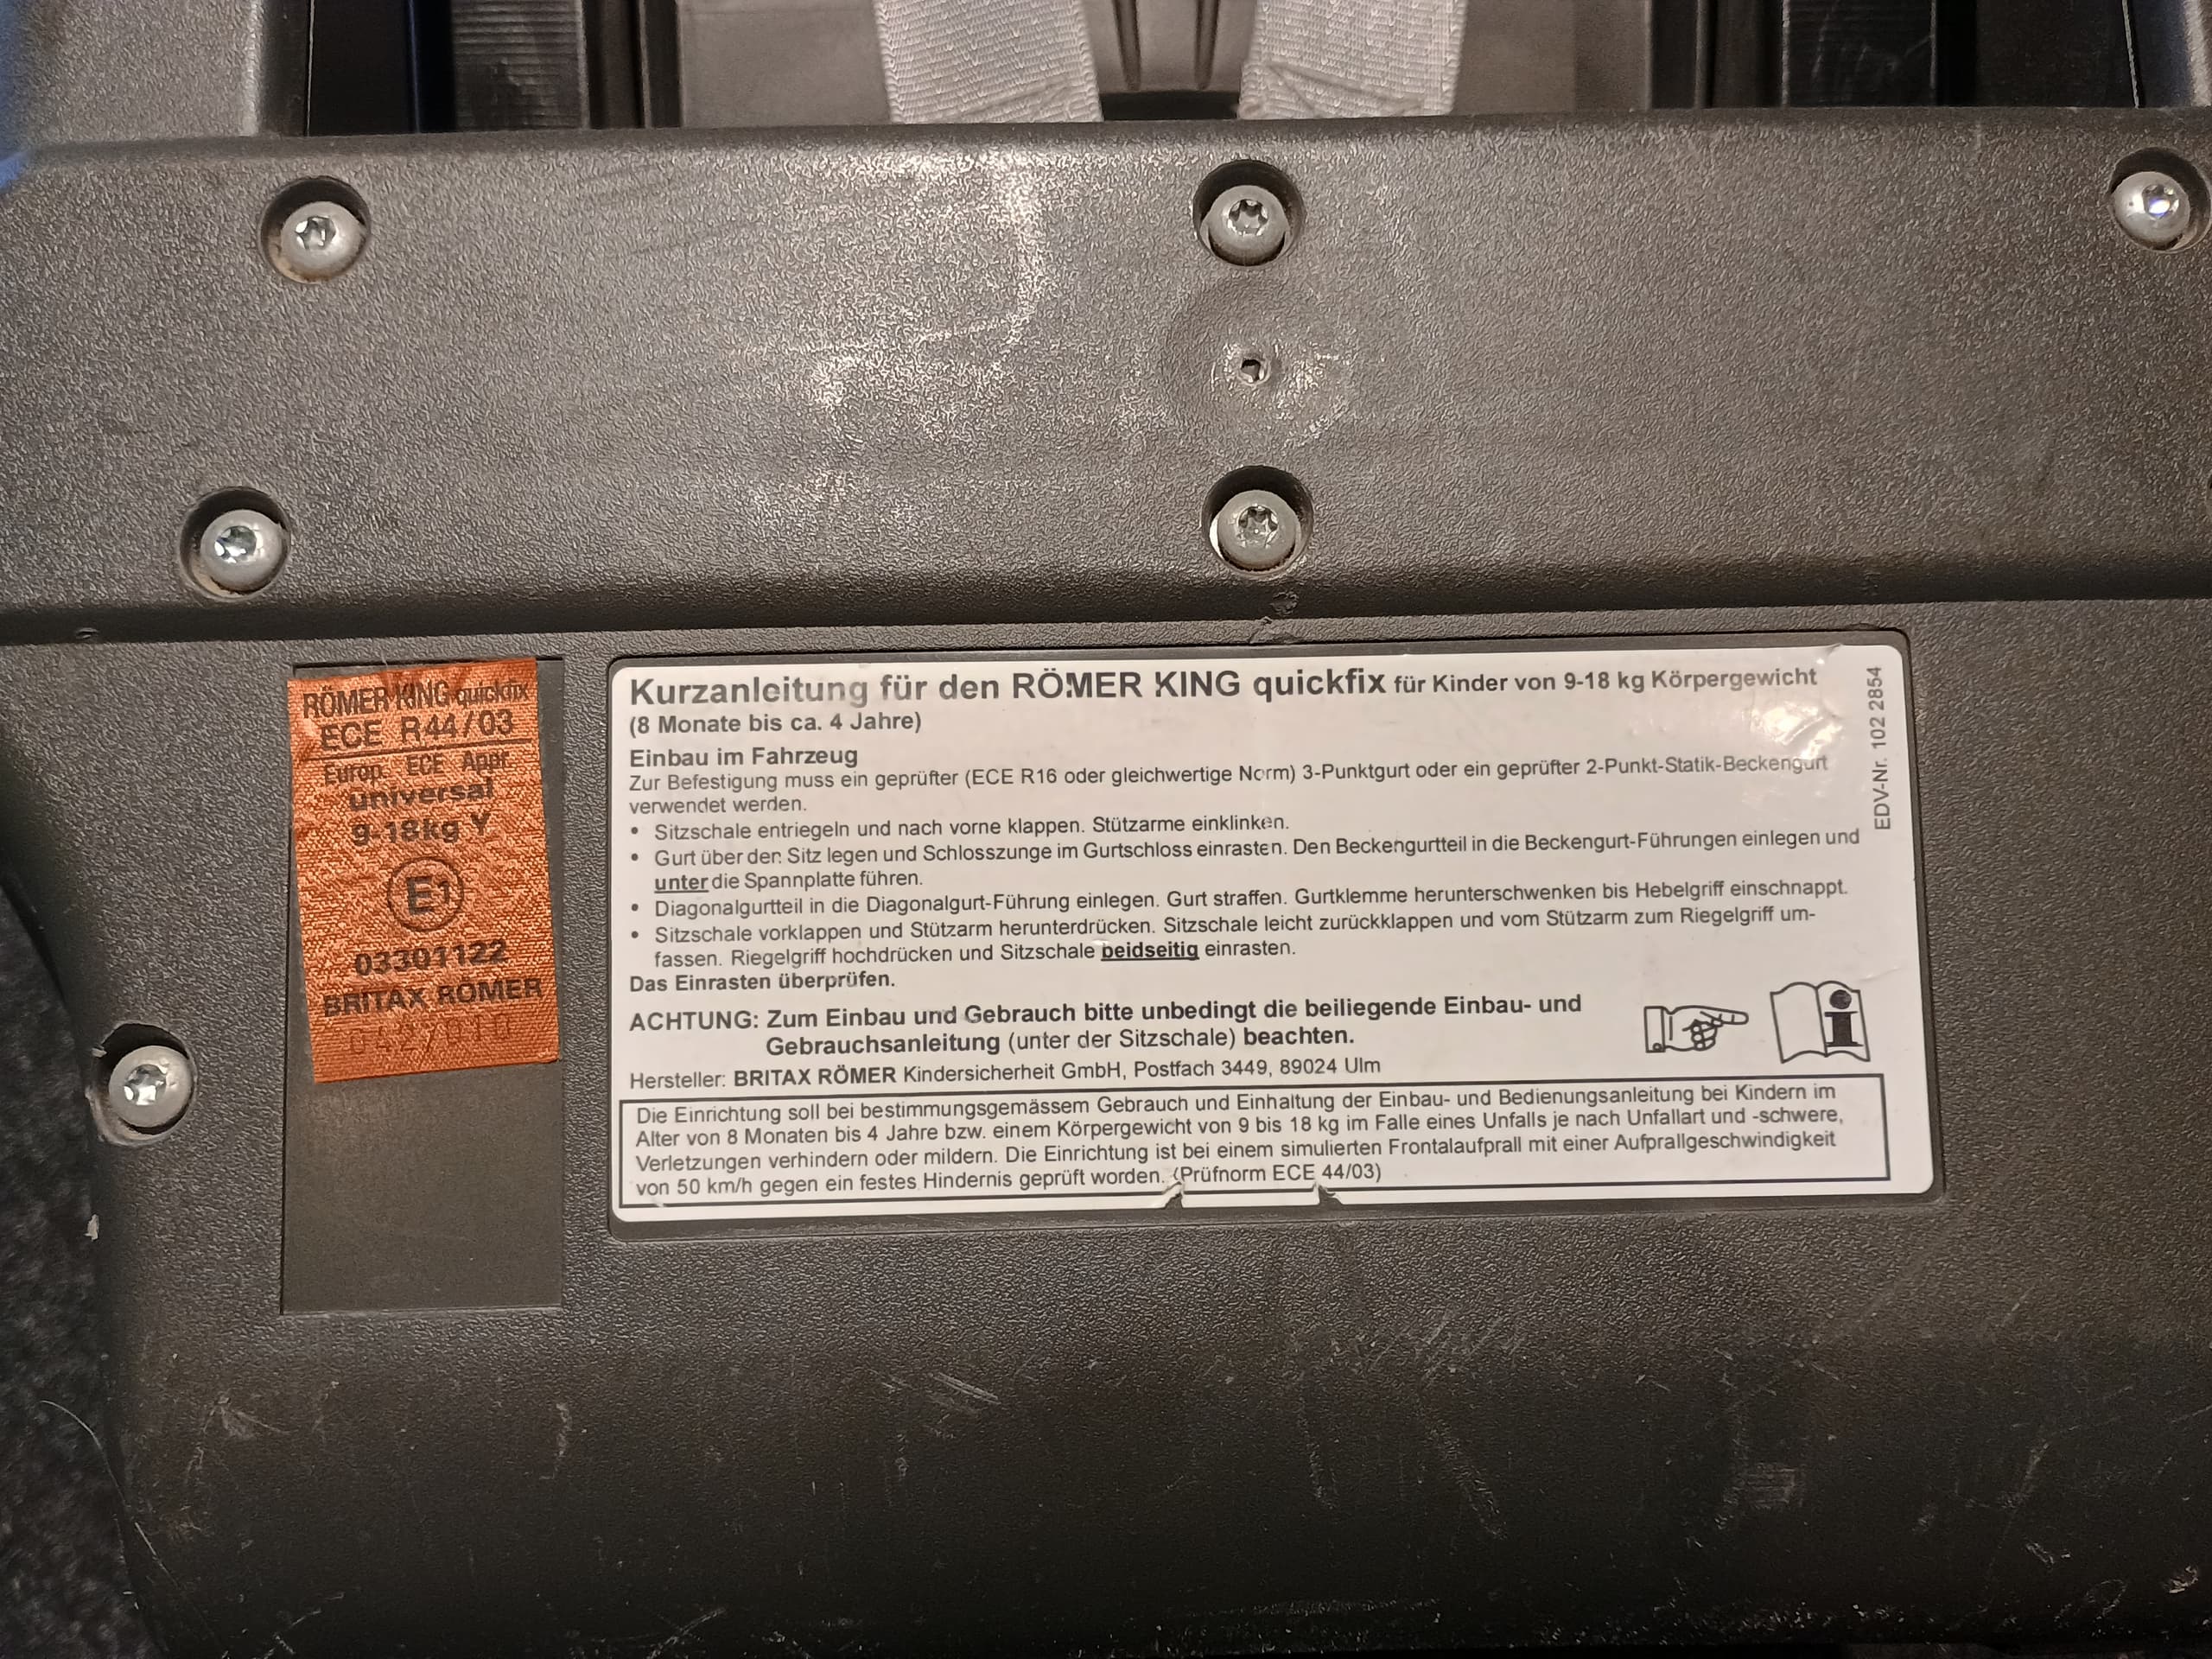 RÖMER KING quickfix
ECE R44/03
Europ. ECE Appr.
universal
9-18kg Y
E1
03301122
BRITAX RÖMER
Kurzanleitung für den RÖMER KING quickfix für Kinder von 9-18 kg Körpergewicht
(8 Monate bis ca. 4 Jahre)
Einbau im Fahrzeug
Zur Befestigung muss ein geprüfter (ECE R16 oder gleichwertige Norm) 3-Punktgurt oder ein geprüfter 2-Punkt-Statik-Beckengurt
verwendet werden.
• Sitzschale entriegeln und nach vorne klappen. Stützarme einklinken.
• Gurt über den Sitz legen und Schlosszunge im Gurtschloss einrasten. Den Beckengurtteil in die Beckengurt-Führungen einlegen und
unter die Spannplatte führen.
• Diagonalgurtteil in die Diagonalgurt-Führung einlegen. Gurt straffen. Gurtklemme herunterschwenken bis Hebelgriff einschnappt.
• Sitzschale vorklappen und Stützarm herunterdrücken. Sitzschale leicht zurückklappen und vom Stützarm zum Riegelgriff um-
fassen. Riegelgriff hochdrücken und Sitzschale beidseitig einrasten.
Das Einrasten überprüfen.
ACHTUNG: Zum Einbau und Gebrauch bitte unbedingt die beiliegende Einbau- und
Gebrauchsanleitung (unter der Sitzschale) beachten.
Hersteller: BRITAX RÖMER Kindersicherheit GmbH, Postfach 3449, 89024 Ulm
Die Einrichtung soll bei bestimmungsgemässem Gebrauch und Einhaltung der Einbau- und Bedienungsanleitung bei Kindern im
Alter von 8 Monaten bis 4 Jahre bzw. einem Körpergewicht von 9 bis 18 kg im Falle eines Unfalls je nach Unfallart und -schwere,
Verletzungen verhindern oder mildern. Die Einrichtung ist bei einem simulierten Frontalaufprall mit einer Aufprallgeschwindigkeit
von 50 km/h gegen ein festes Hindernis geprüft worden. (Prüfnorm ECE 44/03)
EDV-Nr. 102 2854